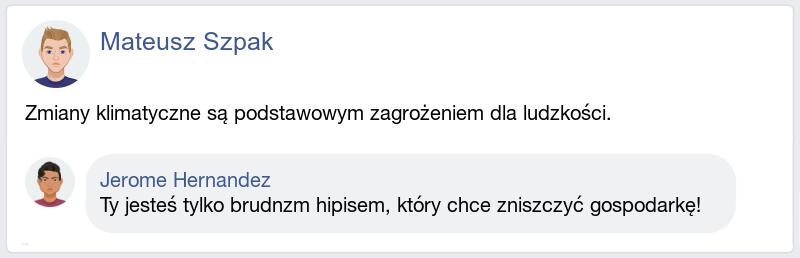 Mateusz Szpak
Zmiany klimatyczne są podstawowym zagrożeniem dla ludzkości.
Jerome Hernandez
Ty jesteś tylko brudnzm hipisem, który chce zniszczyć gospodarkę!